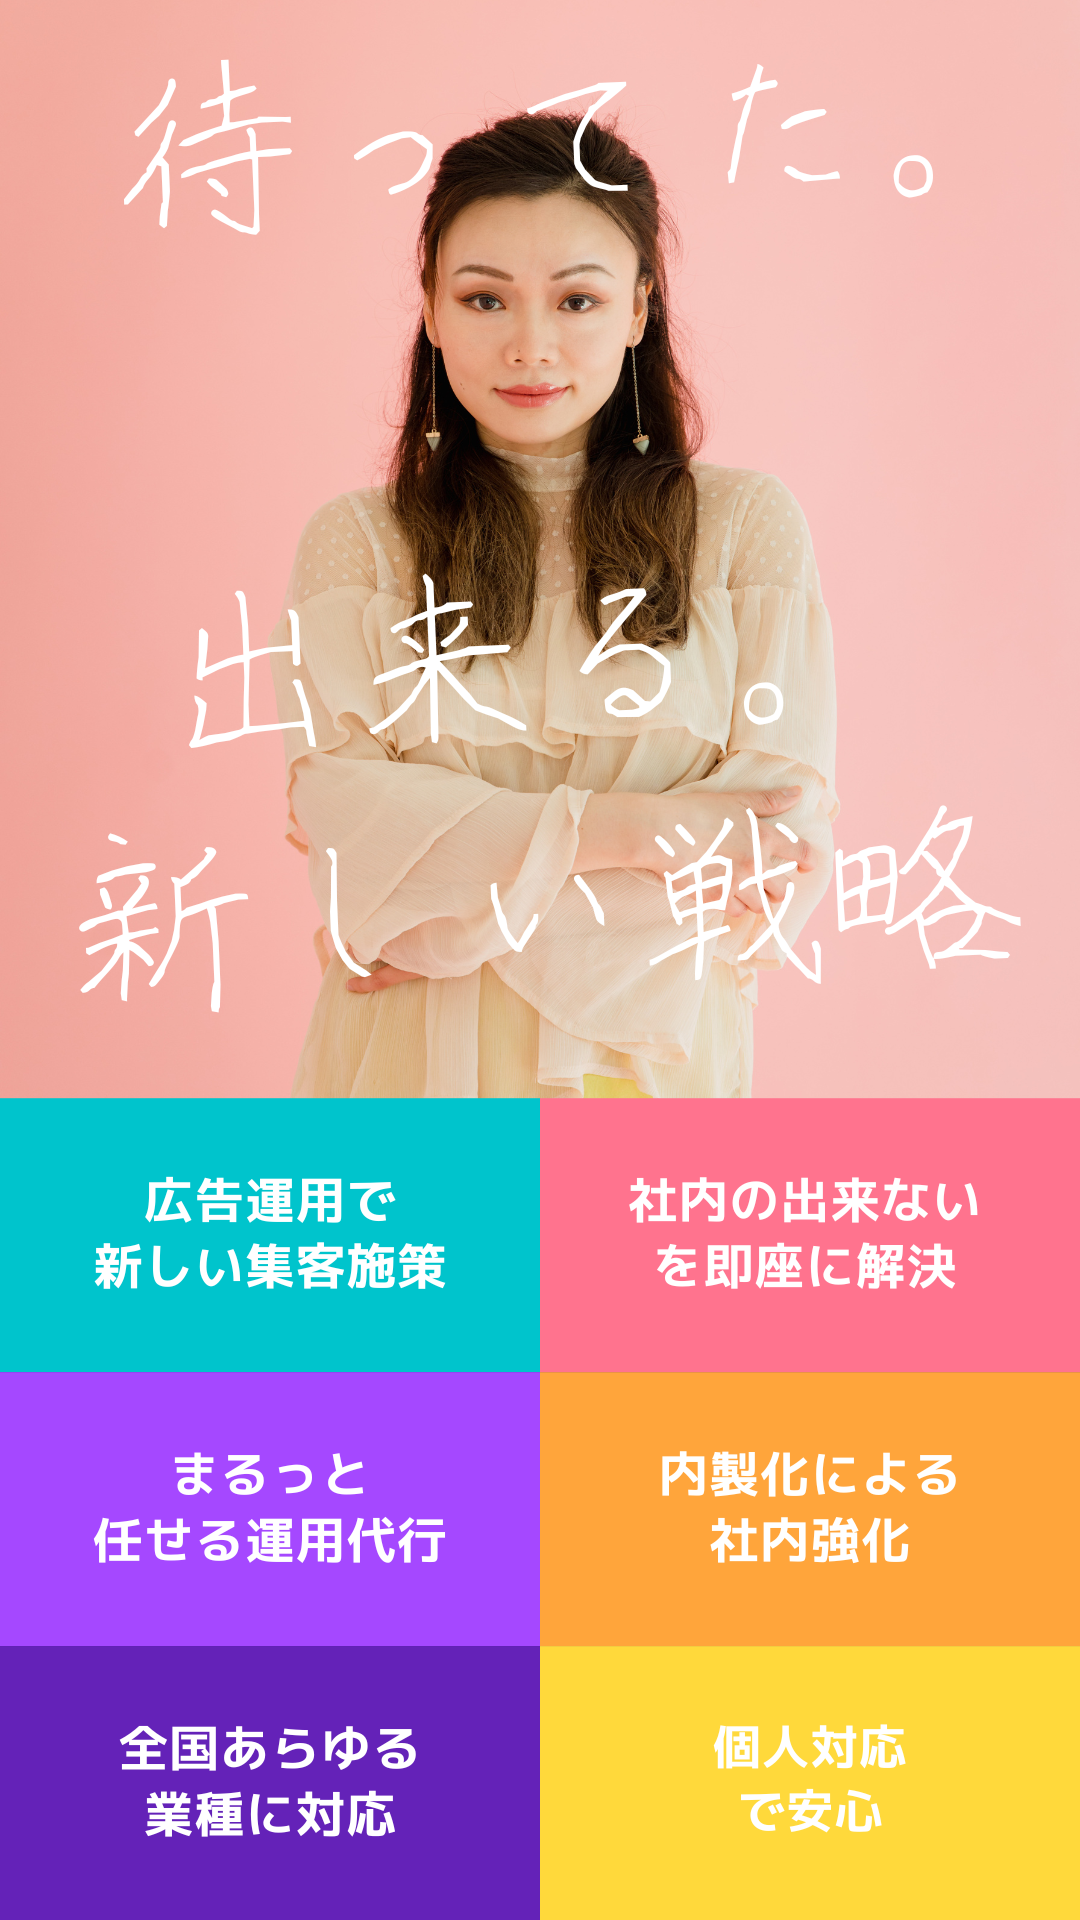 待ってた。
出来る。
新しい戦略
広告運用で
新しい集客施策
社内の出来ない
を即座に解決
まるっと
任せる運用代行
内製化による
社内強化
全国あらゆる
業種に対応
個人対応
で安心